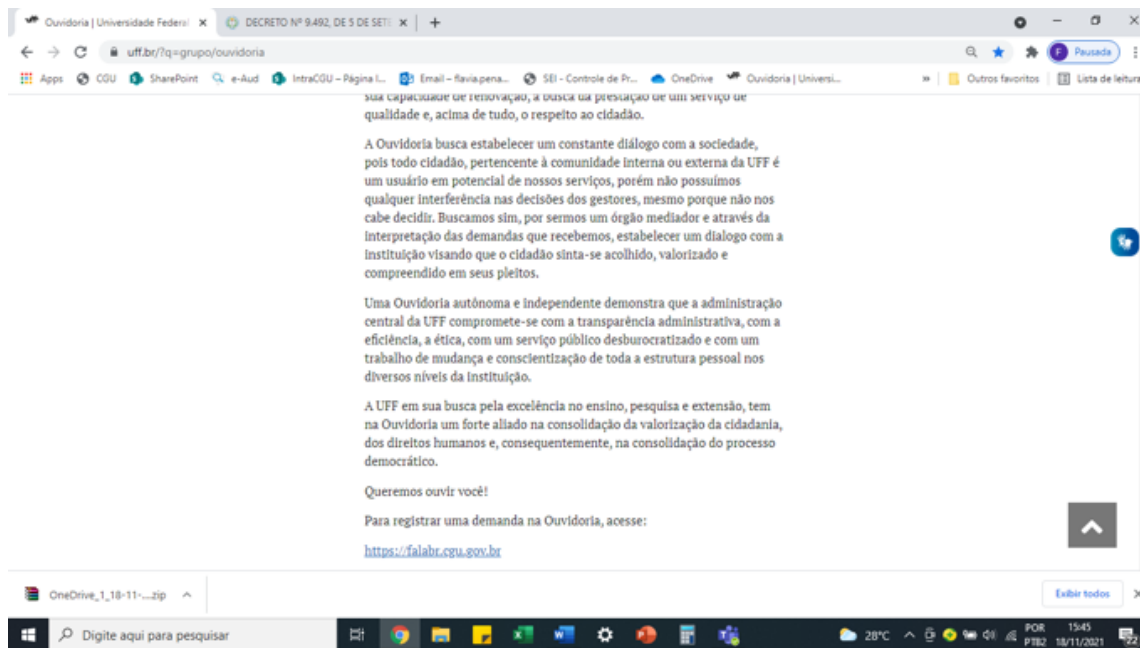 Ouvidoria | Universidade Federal
DECRETO Nº 9.492, DE 5 DE SETE
uff.br/?q=grupo/ouvidoria
Pausada
Apps CGU SharePoint e-Aud IntraCGU – Página I... Email – flavia.pena... SEI - Controle de Pr... OneDrive Ouvidoria | Universi... » Outros favoritos Lista de leitura
sua capacidade de renovação, a busca da prestação de um serviço de
qualidade e, acima de tudo, o respeito ao cidadão.
A Ouvidoria busca estabelecer um constante diálogo com a sociedade,
pois todo cidadão, pertencente à comunidade interna ou externa da UFF é
um usuário em potencial de nossos serviços, porém não possuímos
qualquer interferência nas decisões dos gestores, mesmo porque não nos
cabe decidir. Buscamos sim, por sermos um órgão mediador e através da
interpretação das demandas que recebemos, estabelecer um dialogo com a
instituição visando que o cidadão sinta-se acolhido, valorizado e
compreendido em seus pleitos.
Uma Ouvidoria autônoma e independente demonstra que a administração
central da UFF compromete-se com a transparência administrativa, com a
eficiência, a ética, com um serviço público desburocratizado e com um
trabalho de mudança e conscientização de toda a estrutura pessoal nos
diversos níveis da instituição.
A UFF em sua busca pela excelência no ensino, pesquisa e extensão, tem
na Ouvidoria um forte aliado na consolidação da valorização da cidadania,
dos direitos humanos e, consequentemente, na consolidação do processo
democrático.
Queremos ouvir você!
Para registrar uma demanda na Ouvidoria, acesse:
https://falabr.cgu.gov.br
OneDrive_1_18-11-....zip
Exibir todos
Digite aqui para pesquisar
28°C
POR
PTB2
15:45
18/11/2021
22